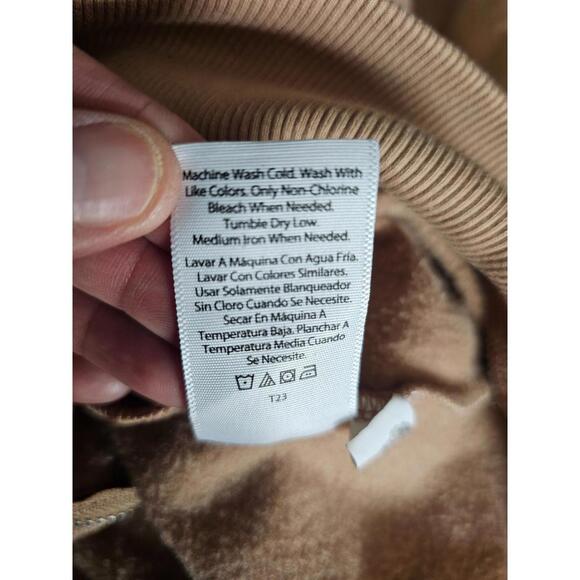 Machine Wash Cold. Wash With
Like Colors. Only Non-Chlorine
Bleach When Needed.
Tumble Dry Low.
Medium Iron When Needed.
Lavar A Máquina Con Agua Fría.
Lavar Con Colores Similares.
Usar Solamente Blanqueador
Sin Cloro Cuando Se Necesite.
Secar En Máquina A
Temperatura Baja. Planchar A
Temperatura Media Cuando
Se Necesite.
T23